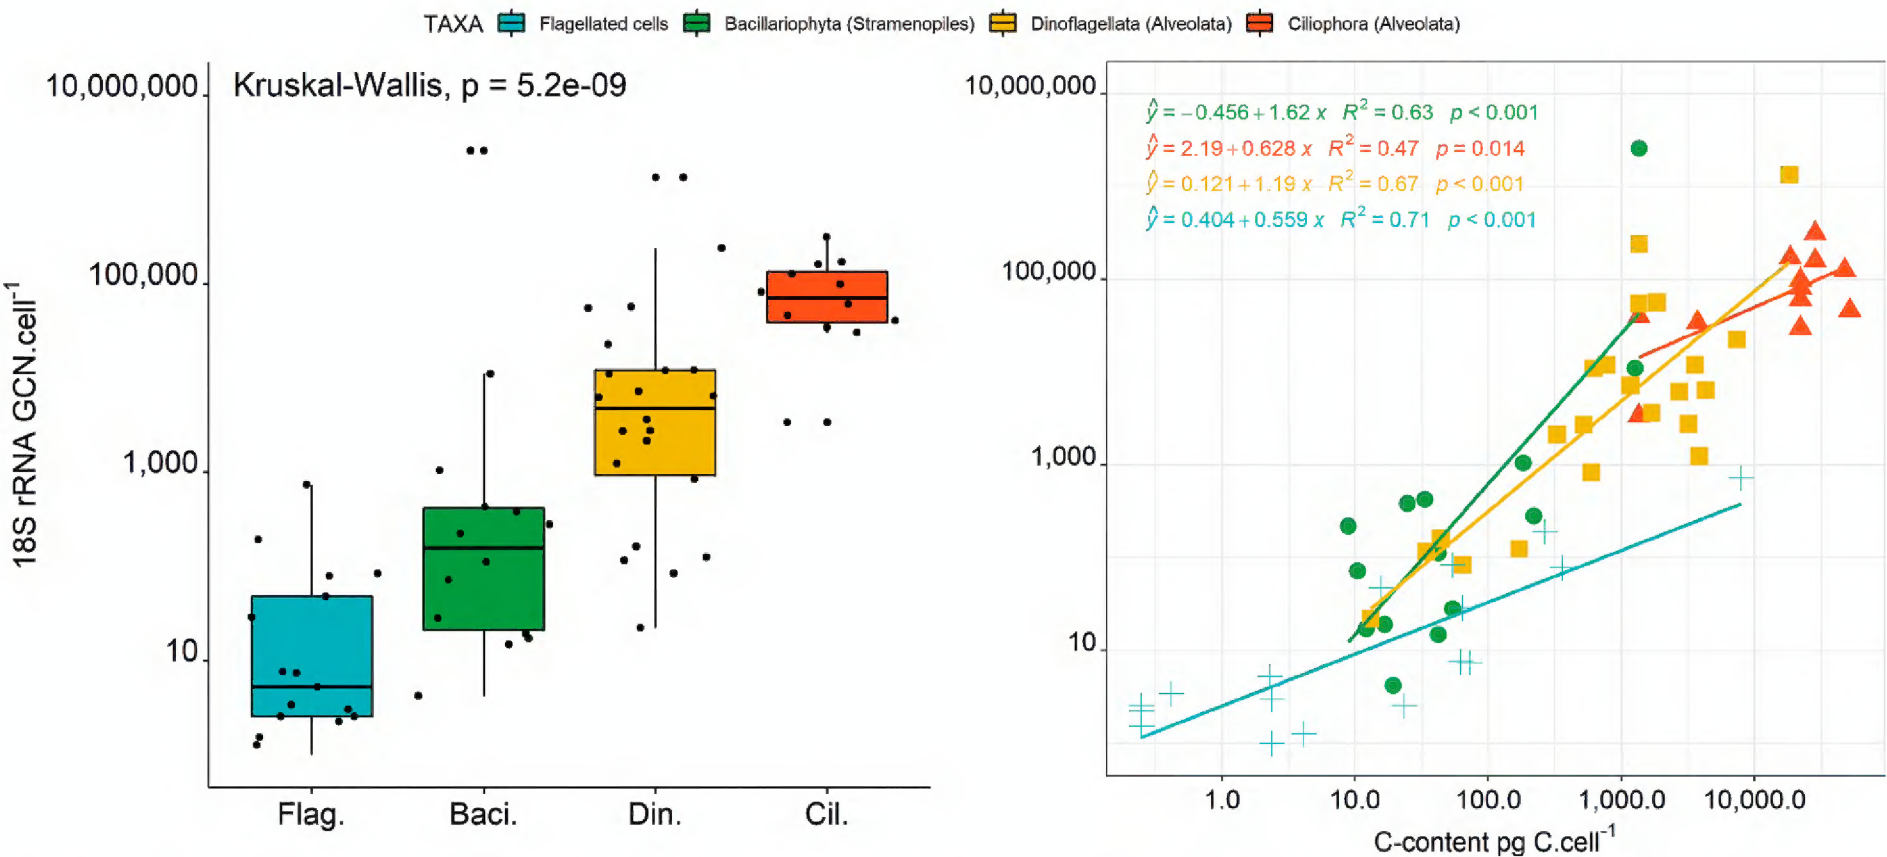 TAXA Flagellated cells Bacillariophyta (Stramenopiles) Dinoflagellata (Alveolata) Ciliophora (Alveolata)
18S rRNA GCN.cell⁻¹
10,000,000
100,000
1,000
10
Kruskal-Wallis, p = 5.2e-09
Flag. Baci. Din. Cil.
10,000,000
100,000
1,000
10
ŷ = −0.456 + 1.62 x R² = 0.63 p < 0.001
ŷ = 2.19 + 0.628 x R² = 0.47 p = 0.014
ŷ = 0.121 + 1.19 x R² = 0.67 p < 0.001
ŷ = 0.404 + 0.559 x R² = 0.71 p < 0.001
1.0 10.0 100.0 1,000.0 10,000.0
C-content pg C.cell⁻¹